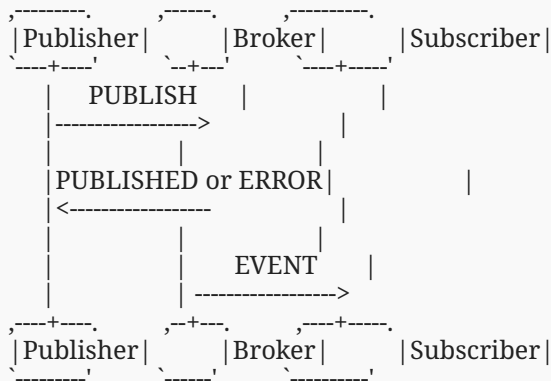 ,---------.          ,------.          ,----------.
|Publisher|          |Broker|          |Subscriber|
`----+----'          `--+---'          `----+-----'
     |     PUBLISH      |                   |
     |------------------>                   |
     |                  |                   |
     |PUBLISHED or ERROR|                   |
     |<------------------                   |
     |                  |                   |
     |                  |       EVENT       |
     |                  | ------------------>
,----+----.          ,--+---.          ,----+-----.
|Publisher|          |Broker|          |Subscriber|
`---------'          `------'          `----------'